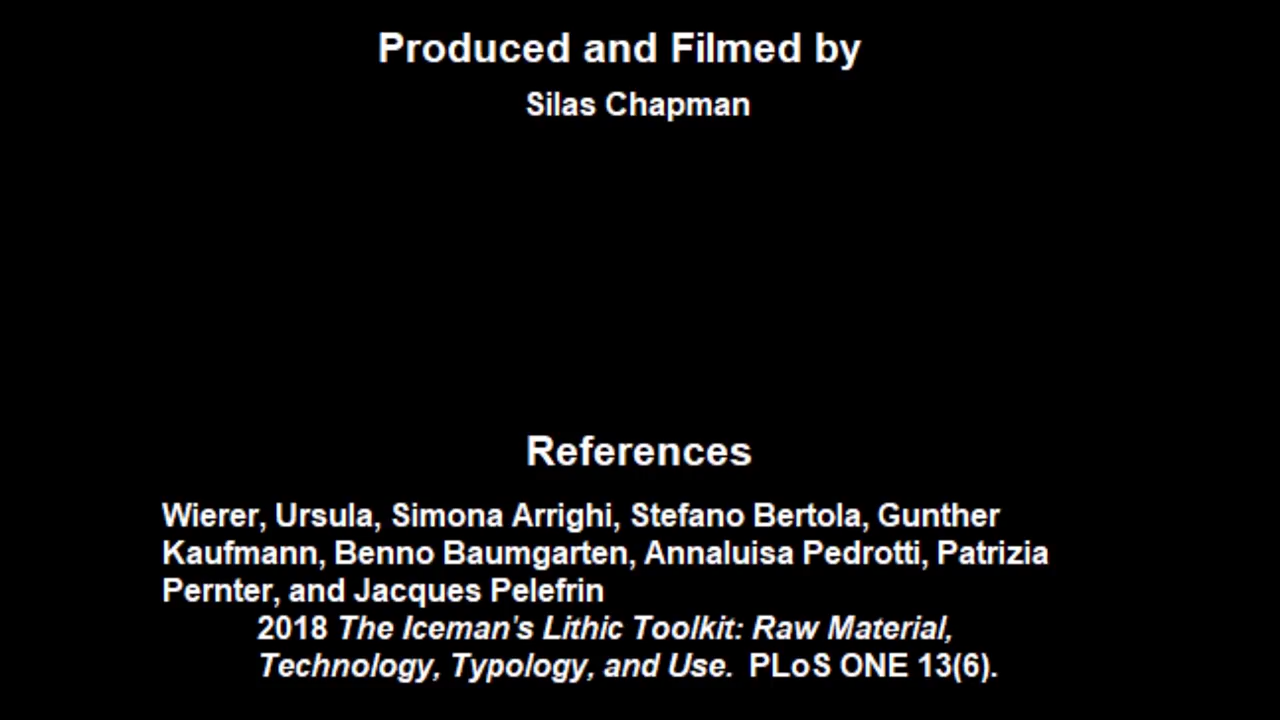 Produced and Filmed by
Silas Chapman
References
Wierer, Ursula, Simona Arrighi, Stefano Bertola, Gunther
Kaufmann, Benno Baumgarten, Annaluisa Pedrotti, Patrizia
Pernter, and Jacques Pelefrin
2018 The Iceman's Lithic Toolkit: Raw Material,
Technology, Typology, and Use. PLoS ONE 13(6).